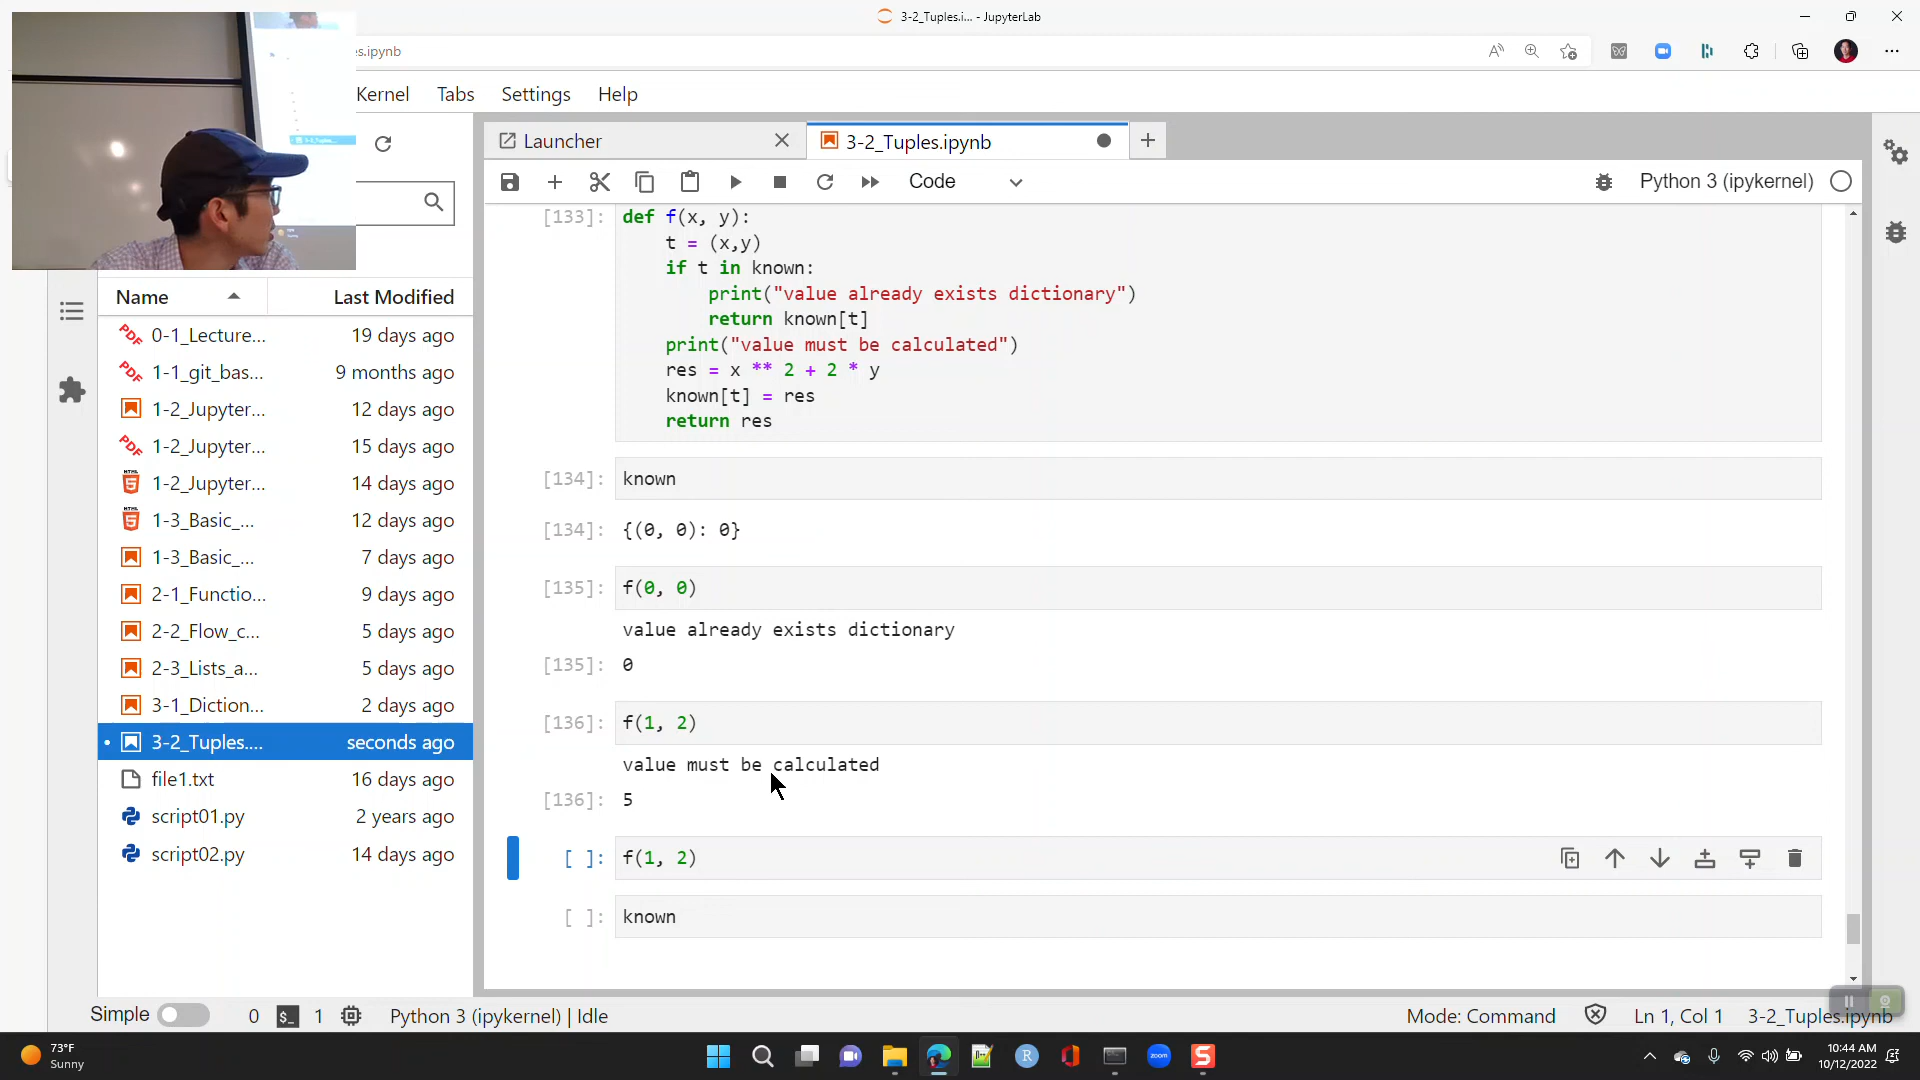 3-2_Tuples.i... - JupyterLab
es.ipynb
Kernel Tabs Settings Help
Launcher
3-2_Tuples.ipynb
Code
Python 3 (ipykernel)
Name Last Modified
0-1_Lecture... 19 days ago
1-1_git_bas... 9 months ago
1-2_Jupyter... 12 days ago
1-2_Jupyter... 15 days ago
1-2_Jupyter... 14 days ago
1-3_Basic_... 12 days ago
1-3_Basic_... 7 days ago
2-1_Functio... 9 days ago
2-2_Flow_c... 5 days ago
2-3_Lists_a... 5 days ago
3-1_Diction... 2 days ago
3-2_Tuples.... seconds ago
file1.txt 16 days ago
script01.py 2 years ago
script02.py 14 days ago
[133]: def f(x, y):
t = (x,y)
if t in known:
print("value already exists dictionary")
return known[t]
print("value must be calculated")
res = x ** 2 + 2 * y
known[t] = res
return res
[134]: known
[134]: {(0, 0): 0}
[135]: f(0, 0)
value already exists dictionary
[135]: 0
[136]: f(1, 2)
value must be calculated
[136]: 5
[ ]: f(1, 2)
[ ]: known
Simple 0 $_ 1 Python 3 (ipykernel) | Idle
Mode: Command Ln 1, Col 1 3-2_Tuples.ipynb
73°F
Sunny
zoom
10:44 AM
10/12/2022